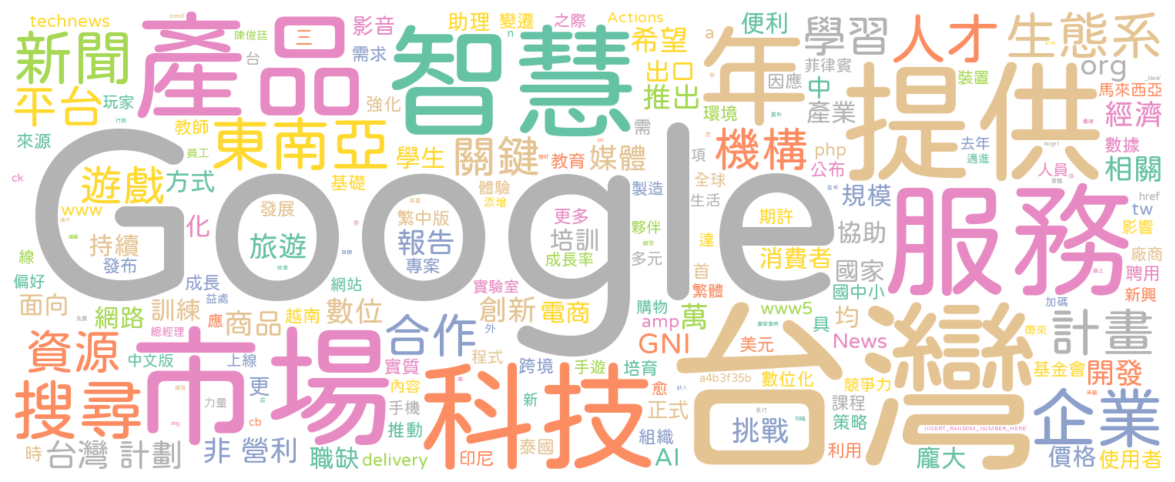 technews
陳俊廷
三
影音
助理
變遷
之際
Actions
a
便利
學習
人才
生態系
新聞
產品
智慧
年
台
需求
希望
n
因應
菲律賓
org
平台
玩家
強化
出口
推出
環境
中
產業
提供
裝置
馬來西亞
經濟
來源
教師
東南亞
學生
關鍵
教育
媒體
需
機構
項
php
公布
去年
邁進
數據
相關
員工
ck
遊戲
方式
基礎
體驗
添增
製造
全球
生活
規模
人員
href
www
化
發展
繁中版
更多
夥伴
期許
tw
影響
Google
服務
持續
發布
旅遊
報告
專案
培訓
成長率
多元
達
消費者
協助
國家
廠商
聘用
線
偏好
成長
益處
網站
實驗室
首
繁體
國中小
新興
面向
網路
訓練
應
商品
越南
數位
創新
電商
購物
amp
萬
www5
具
均
加碼
帶來
計畫
總經理
合作
外
GNI
美元
News
資源
市場
中文版
上線
實質
程式
跨境
手遊
培育
a4b3f35b
數位化
競爭力
基金會
開發
台灣
搜尋
更
內容
科技
新
愈
正式
課程
企業
力量
cb
手機
推動
泰國
組織
挑戰
策略
INSERT_RANDOM_NUMBER_HERE
時
台灣 計劃
非 營利
職缺
delivery
印尼
AI
利用
龐大
價格
使用者